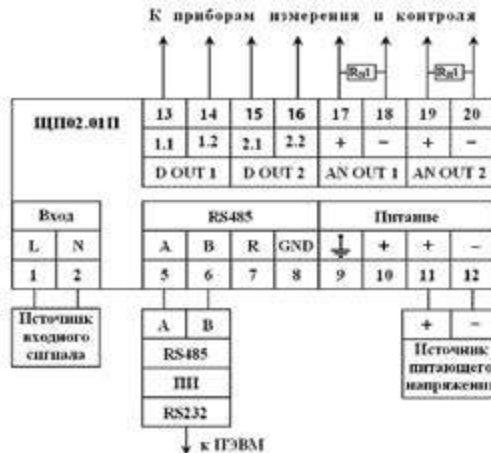 К приборам измерения и контроля
Rн1 Rн1
ЩП02.01П
13 14 15 16 17 18 19 20
1.1 1.2 2.1 2.2 + − + −
D OUT 1 D OUT 2 AN OUT 1 AN OUT 2
Вход RS485 Питание
L N A B R GND + + −
1 2 5 6 7 8 9 10 11 12
Источник
входного
сигнала
A B
RS485
ПП
RS232
к ПЭВМ
+ −
Источник
питающего
напряжения